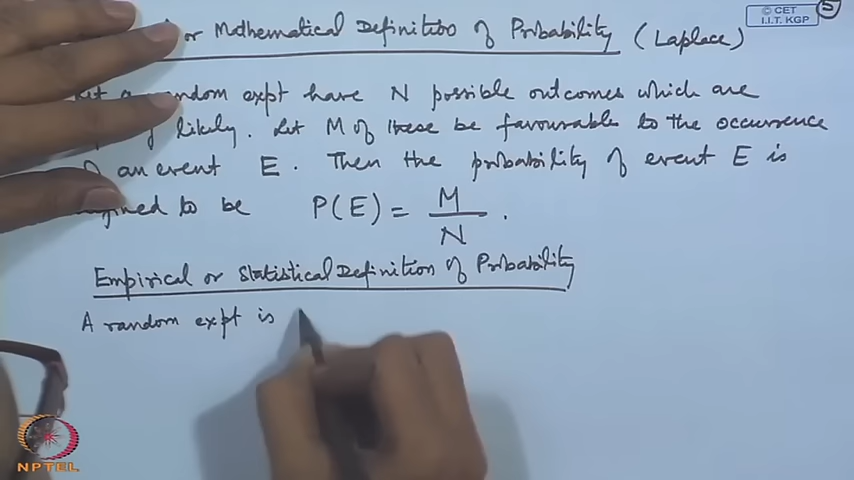 or Mathematical Definition of Probability (Laplace)
© CET
I.I.T. KGP
5
random expt have N possible outcomes which are
likely. Let M of these be favourable to the occurrence
an event E. Then the probability of event E is
to be P(E) = M/N.
Empirical or Statistical Definition of Probability
A random expt is
NPTEL